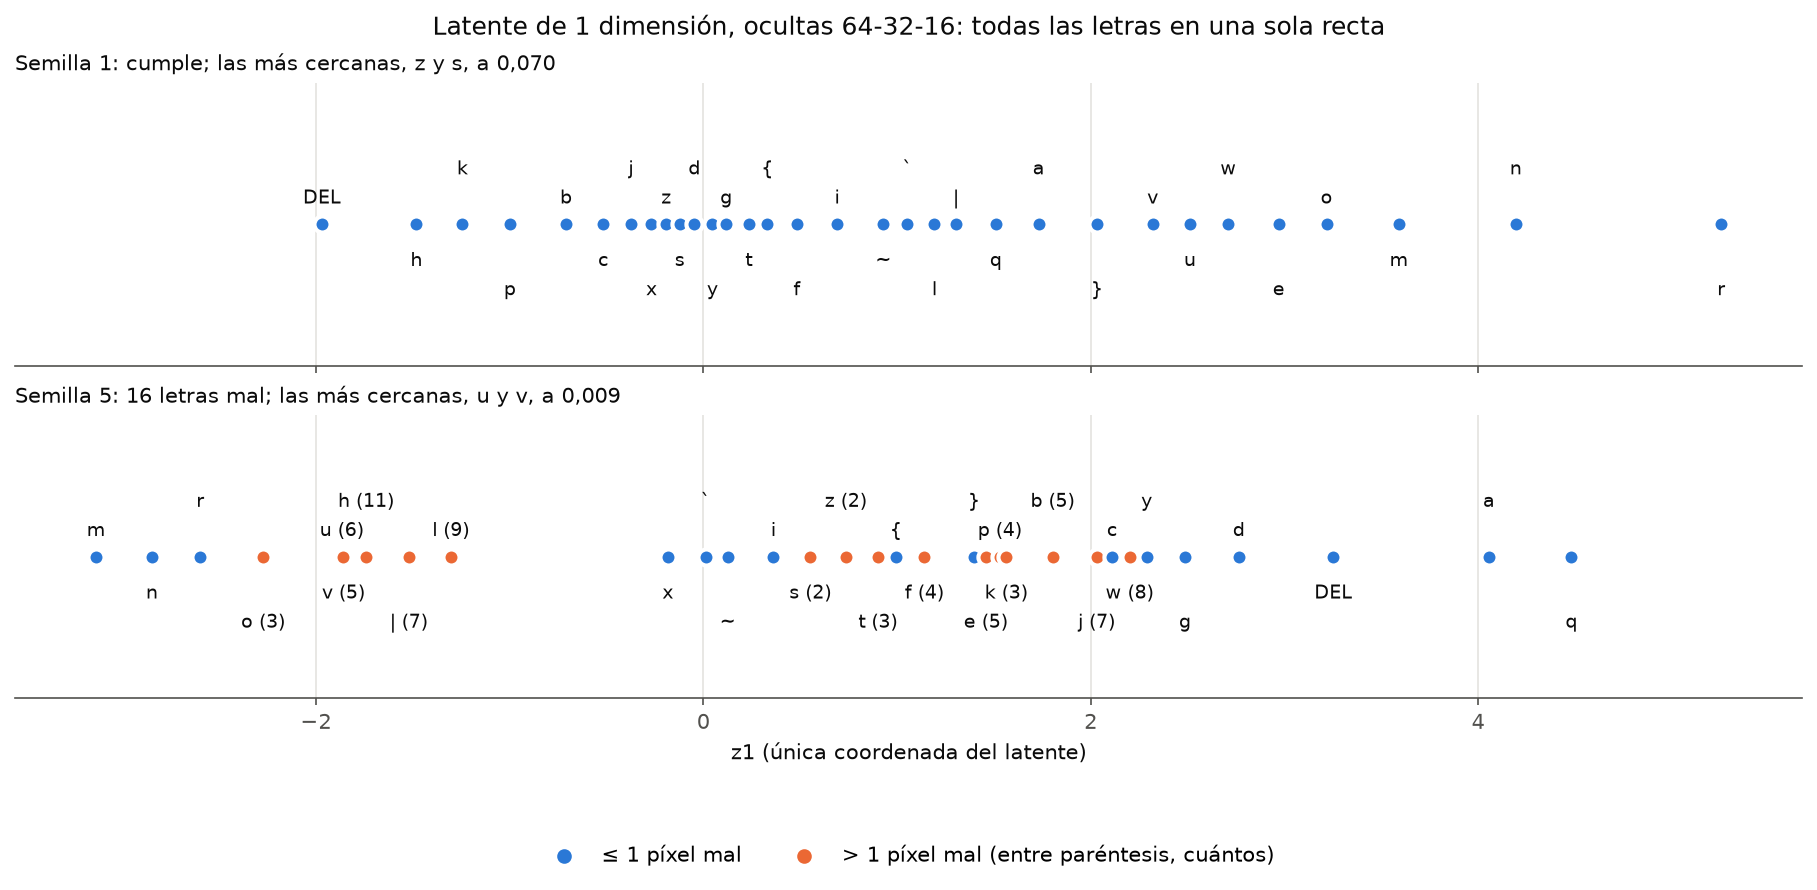 Latente de 1 dimensión, ocultas 64-32-16: todas las letras en una sola recta
Semilla 1: cumple; las más cercanas, z y s, a 0,070
k j d { ` a w n
DEL b z g i | v o
h c s t ~ q u m
p x y f l } e r
Semilla 5: 16 letras mal; las más cercanas, u y v, a 0,009
r h (11) ` z (2) } b (5) y a
m u (6) l (9) i { p (4) c d
n v (5) x s (2) f (4) k (3) w (8) DEL
o (3) | (7) ~ t (3) e (5) j (7) g q
−2 0 2 4
z1 (única coordenada del latente)
≤ 1 píxel mal > 1 píxel mal (entre paréntesis, cuántos)